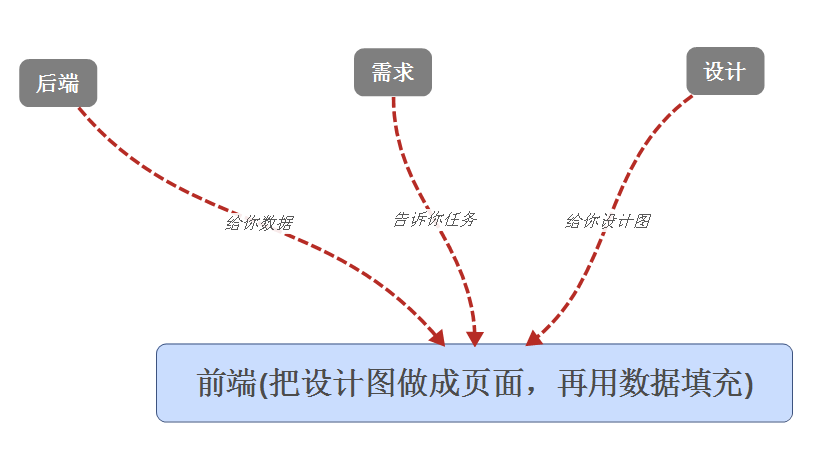 后端
需求
设计
给你数据
告诉你任务
给你设计图
前端(把设计图做成页面，再用数据填充)